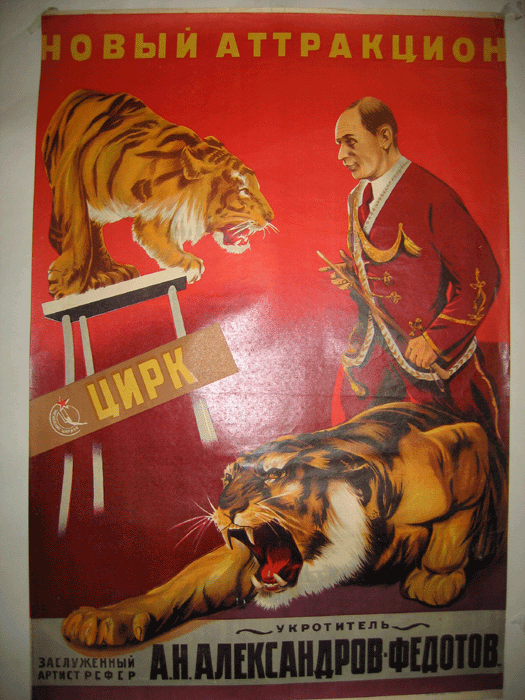 НОВЫЙ АТТРАКЦИОН
ЦИРК
УКРОТИТЕЛЬ
ЗАСЛУЖЕННЫЙ
АРТИСТ РСФСР
А.Н. АЛЕКСАНДРОВ-ФЕДОТОВ